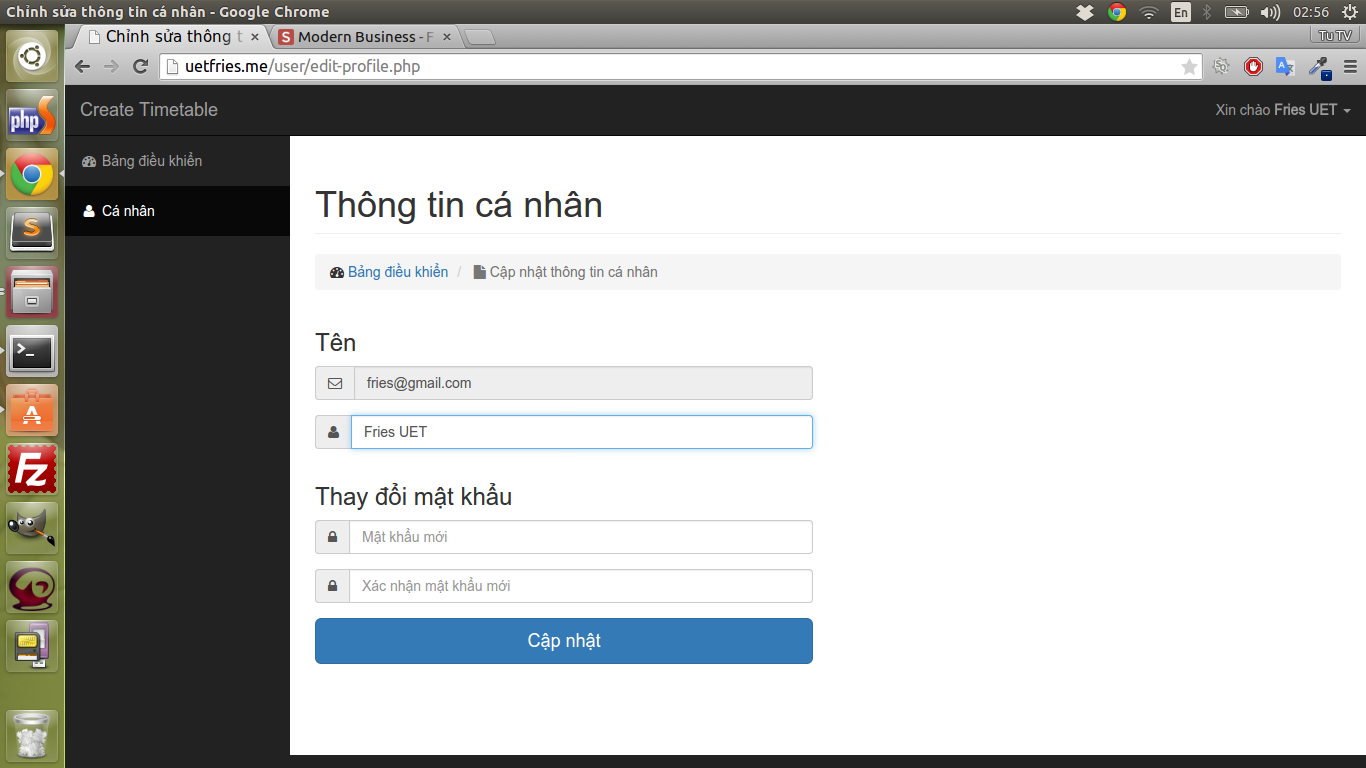 Chỉnh sửa thông tin cá nhân - Google Chrome
En
02:56
Chỉnh sửa thông t
S Modern Business - F
Tu TV
uetfries.me/user/edit-profile.php
Create Timetable
Xin chào Fries UET
Bảng điều khiển
Cá nhân
Thông tin cá nhân
Bảng điều khiển / Cập nhật thông tin cá nhân
Tên
fries@gmail.com
Fries UET
Thay đổi mật khẩu
Mật khẩu mới
Xác nhận mật khẩu mới
Cập nhật
php S
S
>_
A
Fz